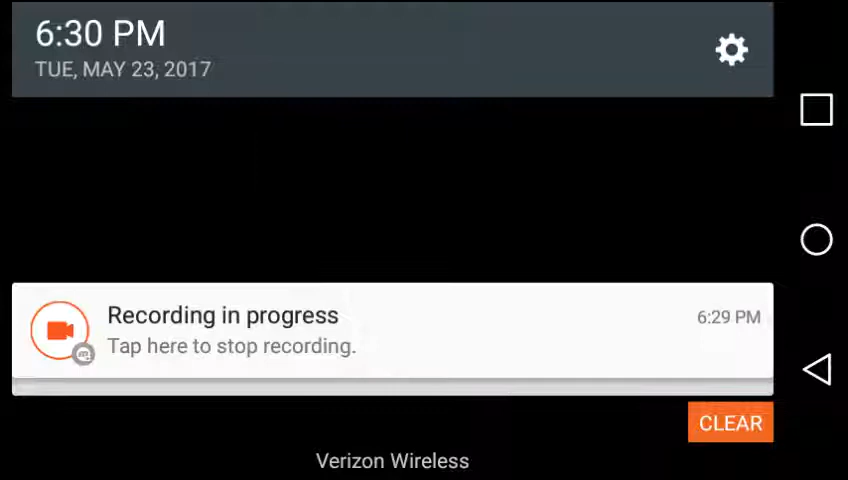 6:30 PM
TUE, MAY 23, 2017
Recording in progress
6:29 PM
Tap here to stop recording.
CLEAR
Verizon Wireless